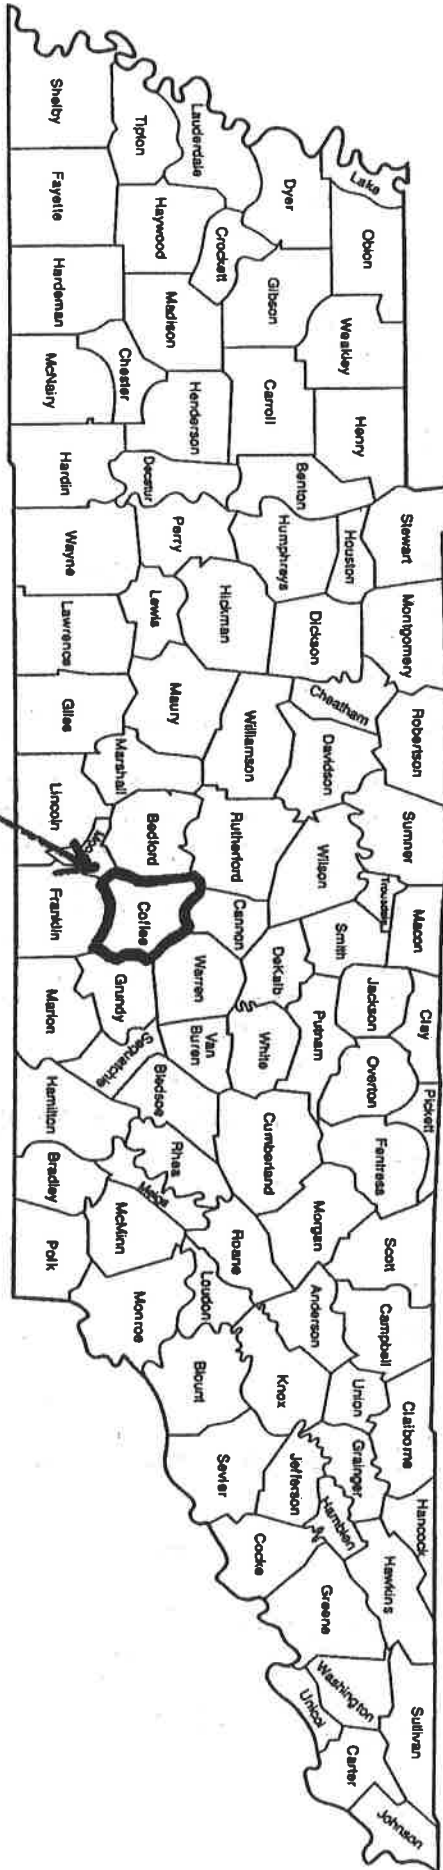 Lake
Obion
Weakley
Henry
Stewart
Montgomery
Robertson
Sumner
Trousdale
Macon
Clay
Pickett
Scott
Campbell
Claiborne
Hancock
Hawkins
Sullivan
Johnson
Dyer
Gibson
Carroll
Benton
Houston
Humphreys
Dickson
Cheatham
Davidson
Wilson
Smith
Jackson
Overton
Fentress
Putnam
Morgan
Anderson
Union
Grainger
Hamblen
Greene
Washington
Unicoi
Carter
Lauderdale
Crockett
Tipton
Haywood
Madison
Henderson
Chester
Decatur
Perry
Hickman
Lewis
Maury
Williamson
Rutherford
Cannon
DeKalb
White
Warren
Van
Buren
Cumberland
Bledsoe
Rhea
Meigs
Roane
Loudon
Knox
Jefferson
Blount
Sevier
Cocke
Marshall
Bedford
Coffee
Grundy
Sequatchie
McMinn
Monroe
Shelby
Fayette
Hardeman
McNairy
Hardin
Wayne
Lawrence
Giles
Lincoln
Franklin
Marion
Hamilton
Bradley
Polk